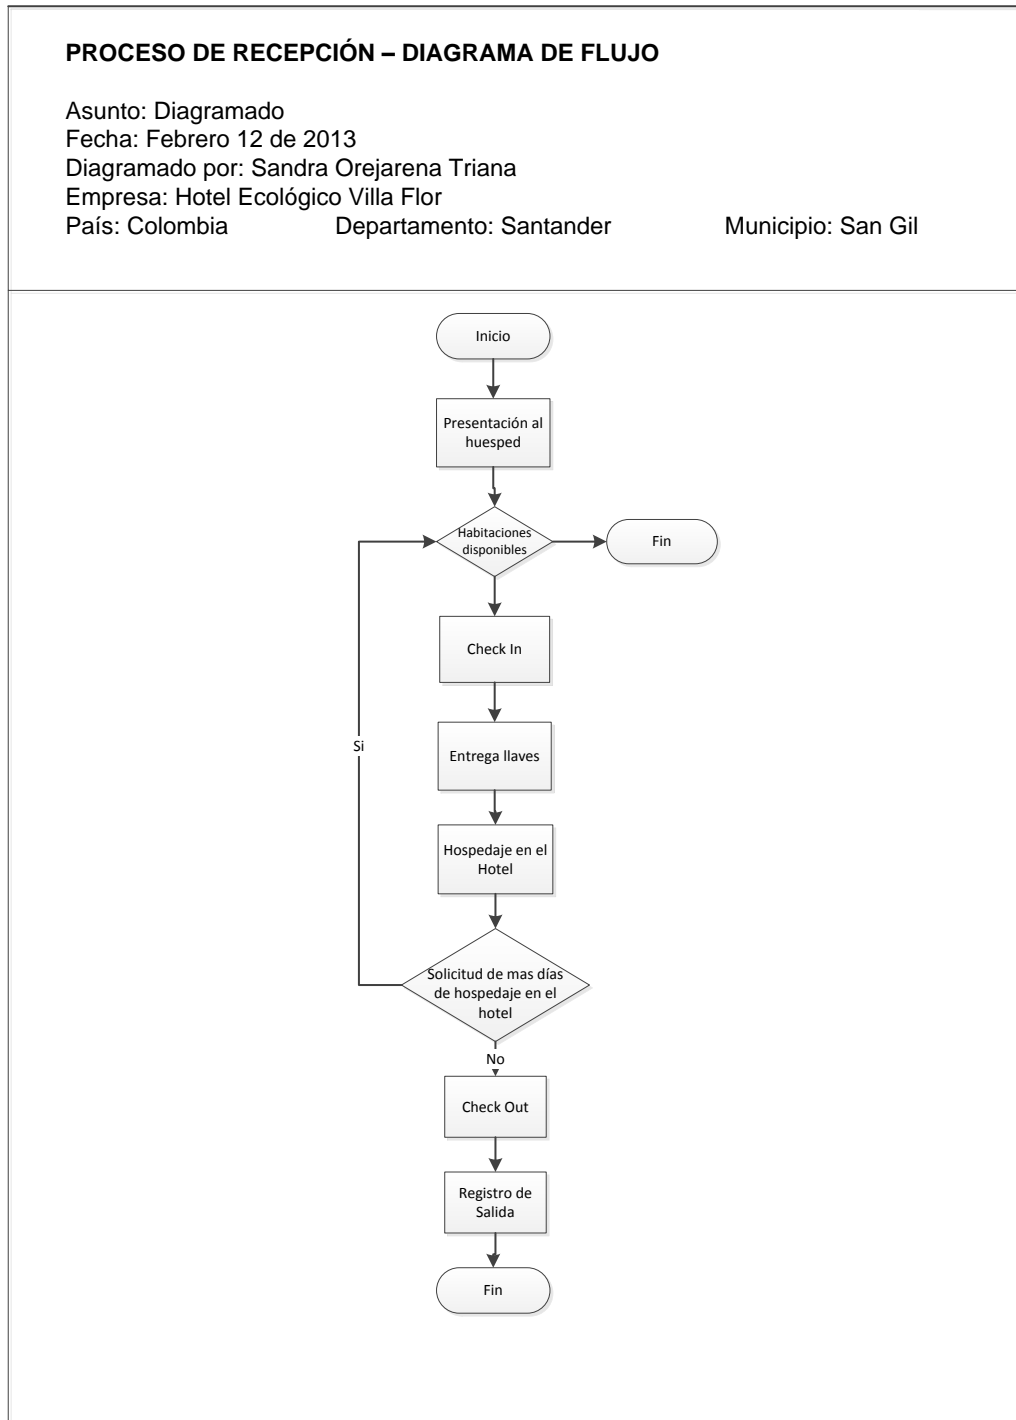 PROCESO DE RECEPCIÓN – DIAGRAMA DE FLUJO
Asunto: Diagramado
Fecha: Febrero 12 de 2013
Diagramado por: Sandra Orejarena Triana
Empresa: Hotel Ecológico Villa Flor
País: Colombia Departamento: Santander Municipio: San Gil
Inicio
Presentación al
huesped
Habitaciones
disponibles
Fin
Check In
Si
Entrega llaves
Hospedaje en el
Hotel
Solicitud de mas días
de hospedaje en el
hotel
No
Check Out
Registro de
Salida
Fin